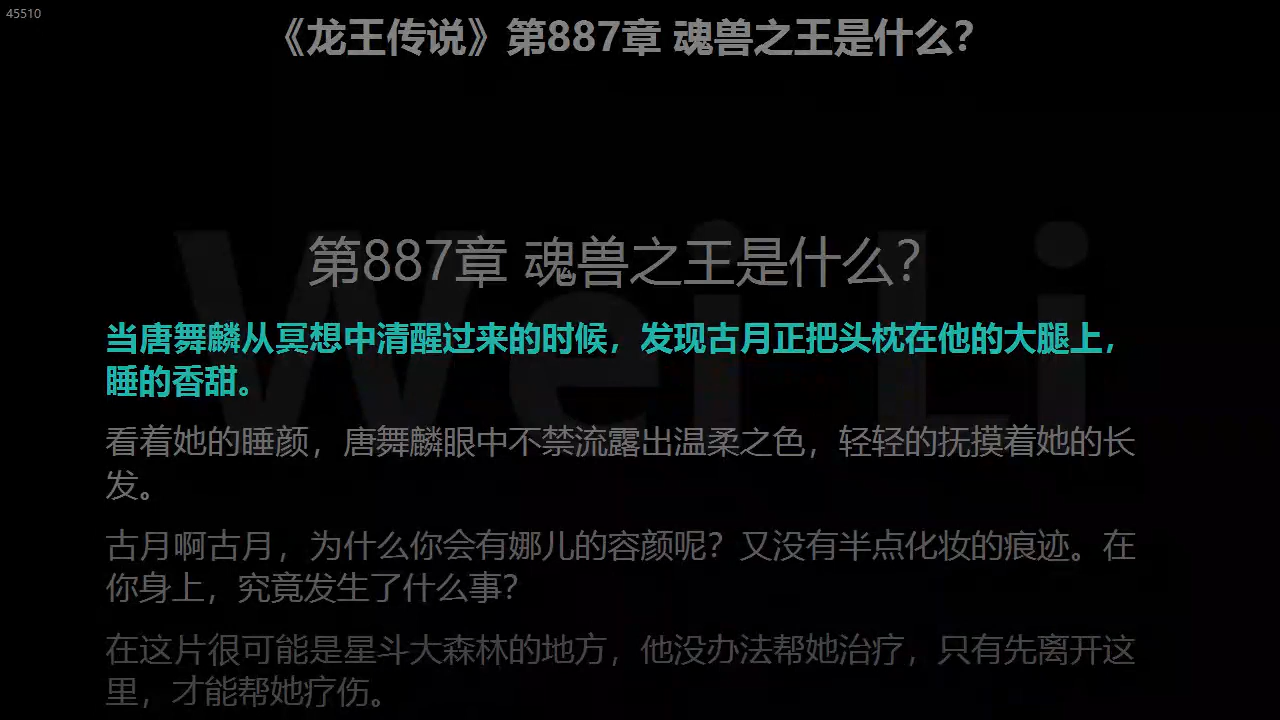 45510
《龙王传说》第887章 魂兽之王是什么?
Wei Li
第887章 魂兽之王是什么?
当唐舞麟从冥想中清醒过来的时候，发现古月正把头枕在他的大腿上，
睡的香甜。
看着她的睡颜，唐舞麟眼中不禁流露出温柔之色，轻轻的抚摸着她的长
发。
古月啊古月，为什么你会有娜儿的容颜呢？又没有半点化妆的痕迹。在
你身上，究竟发生了什么事？
在这片很可能是星斗大森林的地方，他没办法帮她治疗，只有先离开这
里，才能帮她疗伤。